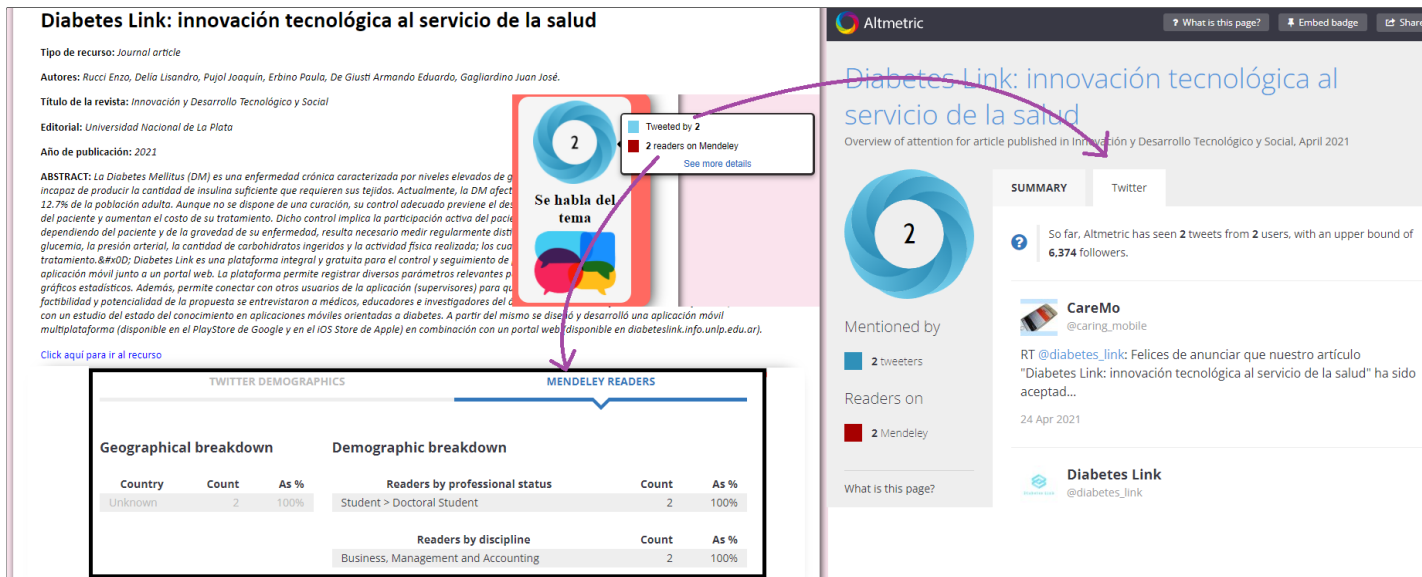 Diabetes Link: innovación tecnológica al servicio de la salud
Tipo de recurso: Journal article
Autores: Rucci Enzo, Delia Lisandro, Pujol Joaquín, Erbino Paula, De Giusti Armando Eduardo, Gagliardino Juan José.
Título de la revista: Innovación y Desarrollo Tecnológico y Social
Editorial: Universidad Nacional de La Plata
Año de publicación: 2021
ABSTRACT: La Diabetes Mellitus (DM) es una enfermedad crónica caracterizada por niveles elevados de g
incapaz de producir la cantidad de insulina suficiente que requieren sus tejidos. Actualmente, la DM afect
12.7% de la población adulta. Aunque no se dispone de una curación, su control adecuado previene el des
del paciente y aumentan el costo de su tratamiento. Dicho control implica la participación activa del pacie
dependiendo del paciente y de la gravedad de su enfermedad, resulta necesario medir regularmente disti
glucemia, la presión arterial, la cantidad de carbohidratos ingeridos y la actividad física realizada; los cua
tratamiento.&#x0D; Diabetes Link es una plataforma integral y gratuita para el control y seguimiento de
aplicación móvil junto a un portal web. La plataforma permite registrar diversos parámetros relevantes p
gráficos estadísticos. Además, permite conectar con otros usuarios de la aplicación (supervisores) para qu
factibilidad y potencialidad de la propuesta se entrevistaron a médicos, educadores e investigadores del
con un estudio del estado del conocimiento en aplicaciones móviles orientadas a diabetes. A partir del mismo se diseñó y desarrolló una aplicación móvil
multiplataforma (disponible en el PlayStore de Google y en el iOS Store de Apple) en combinación con un portal web (disponible en diabeteslink.info.unlp.edu.ar).
Click aquí para ir al recurso
2
Se habla del
tema
Tweeted by 2
2 readers on Mendeley
See more details
TWITTER DEMOGRAPHICS MENDELEY READERS
Geographical breakdown Demographic breakdown
Country Count As % Readers by professional status Count As %
Unknown 2 100% Student > Doctoral Student 2 100%
Readers by discipline Count As %
Business, Management and Accounting 2 100%
Altmetric
? What is this page? Embed badge Share
Diabetes Link: innovación tecnológica al
servicio de la salud
Overview of attention for article published in Innovación y Desarrollo Tecnológico y Social, April 2021
2
Mentioned by
2 tweeters
Readers on
2 Mendeley
What is this page?
SUMMARY Twitter
? So far, Altmetric has seen 2 tweets from 2 users, with an upper bound of
6,374 followers.
CareMo
@caring_mobile
RT @diabetes_link: Felices de anunciar que nuestro artículo
"Diabetes Link: innovación tecnológica al servicio de la salud" ha sido
aceptad...
24 Apr 2021
Diabetes Link
@diabetes_link